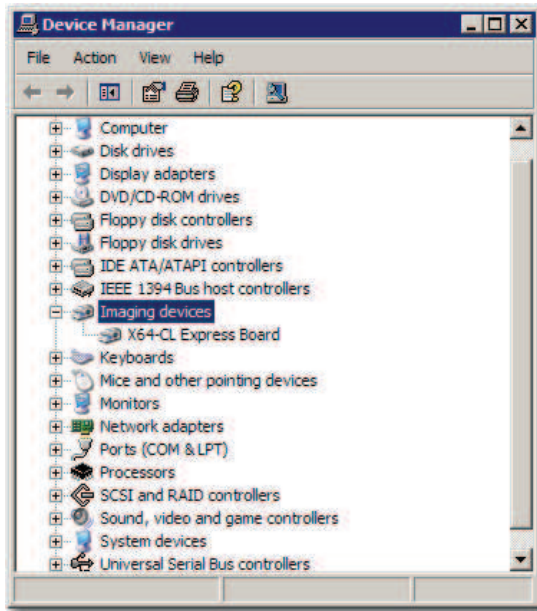 Device Manager
File Action View Help
Computer
Disk drives
Display adapters
DVD/CD-ROM drives
Floppy disk controllers
Floppy disk drives
IDE ATA/ATAPI controllers
IEEE 1394 Bus host controllers
Imaging devices
X64-CL Express Board
Keyboards
Mice and other pointing devices
Monitors
Network adapters
Ports (COM & LPT)
Processors
SCSI and RAID controllers
Sound, video and game controllers
System devices
Universal Serial Bus controllers